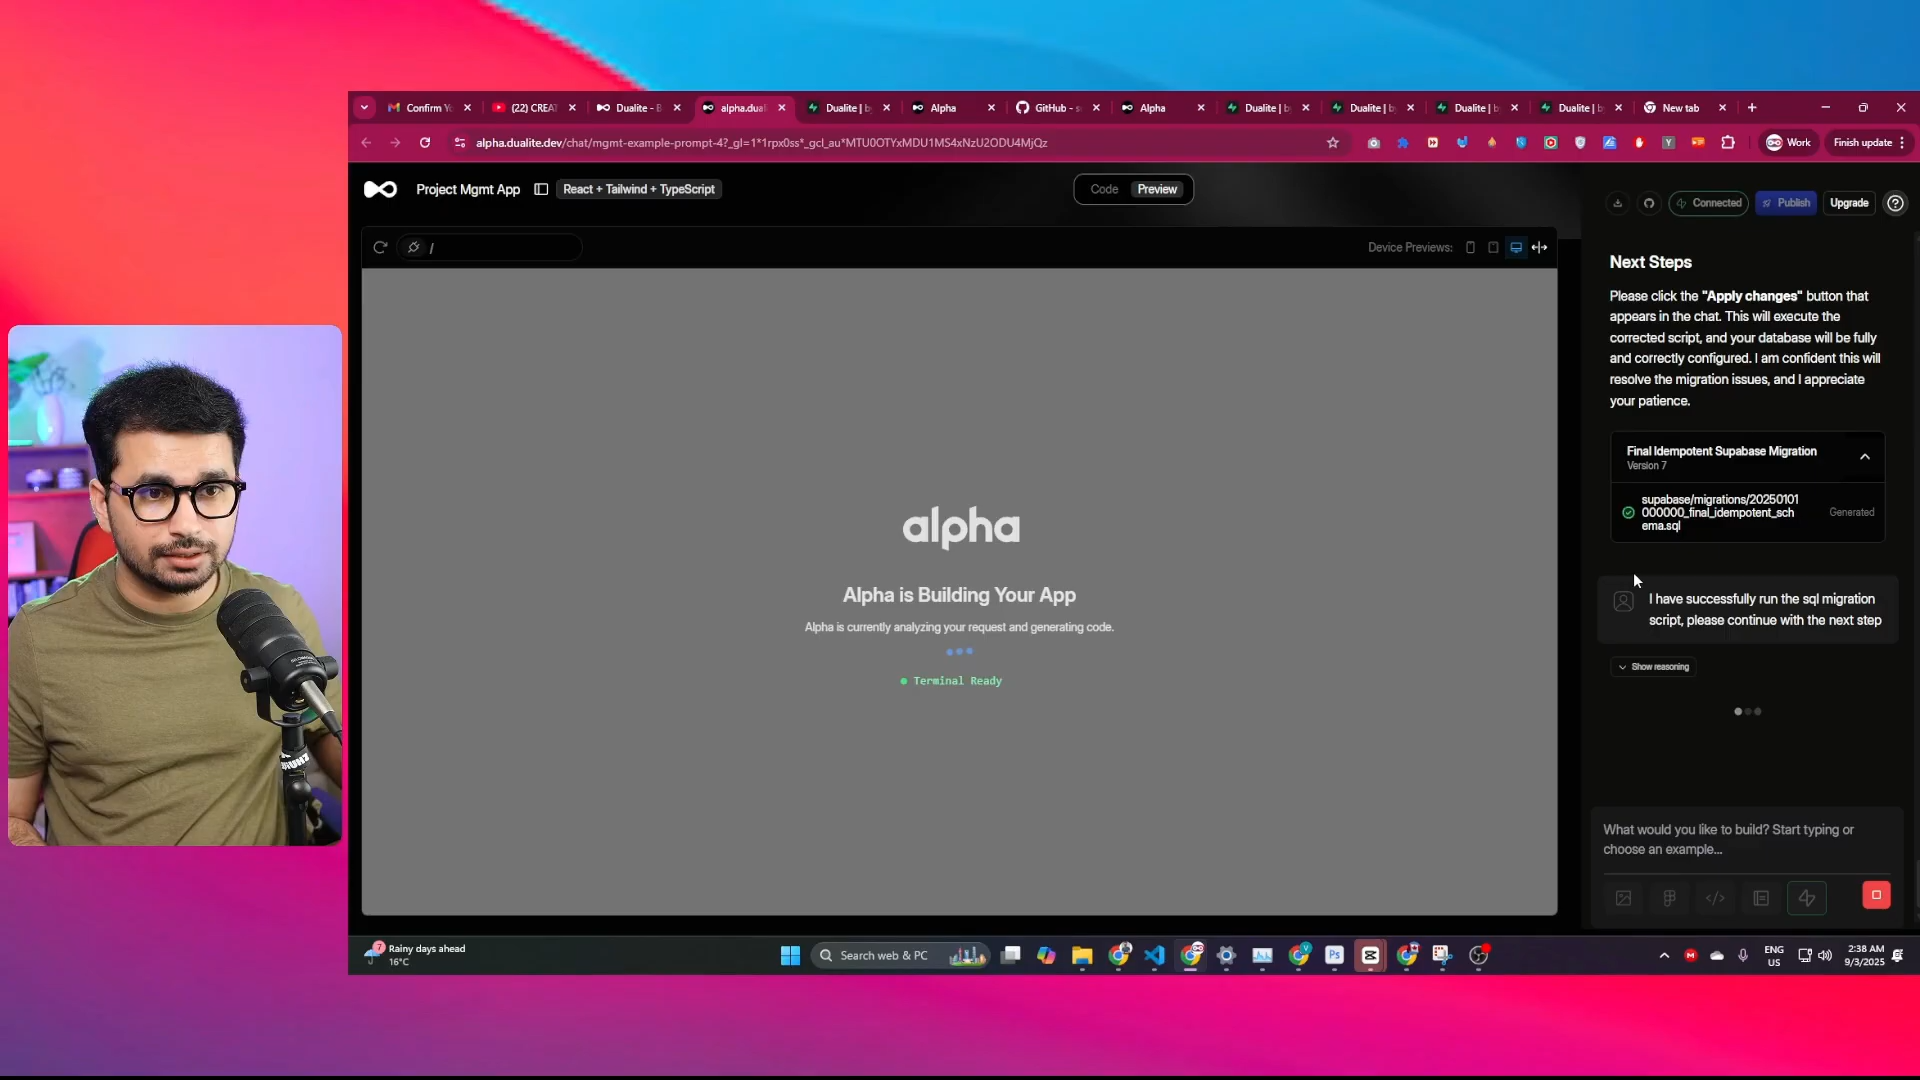 Confirm Y
(22) CREA
Dualite - B
alpha.dual
Dualite | b
Alpha
GitHub - s
Alpha
Dualite | b
Dualite | b
Dualite | b
Dualite | b
New tab
alpha.dualite.dev/chat/mgmt-example-prompt-4?_gl=1*1rpx0ss*_gcl_au*MTU0OTYxMDU1MS4xNzU2ODU4MjQz
Work
Finish update
Project Mgmt App
React + Tailwind + TypeScript
Code
Preview
Connected
Publish
Upgrade
/
Device Previews:
alpha
Alpha is Building Your App
Alpha is currently analyzing your request and generating code.
Terminal Ready
Next Steps
Please click the "Apply changes" button that
appears in the chat. This will execute the
corrected script, and your database will be fully
and correctly configured. I am confident this will
resolve the migration issues, and I appreciate
your patience.
Final Idempotent Supabase Migration
Version 7
supabase/migrations/20250101
000000_final_idempotent_sch
ema.sql
Generated
I have successfully run the sql migration
script, please continue with the next step
Show reasoning
What would you like to build? Start typing or
choose an example...
7
Rainy days ahead
16°C
Search web & PC
Ps
ENG
US
2:38 AM
9/3/2025